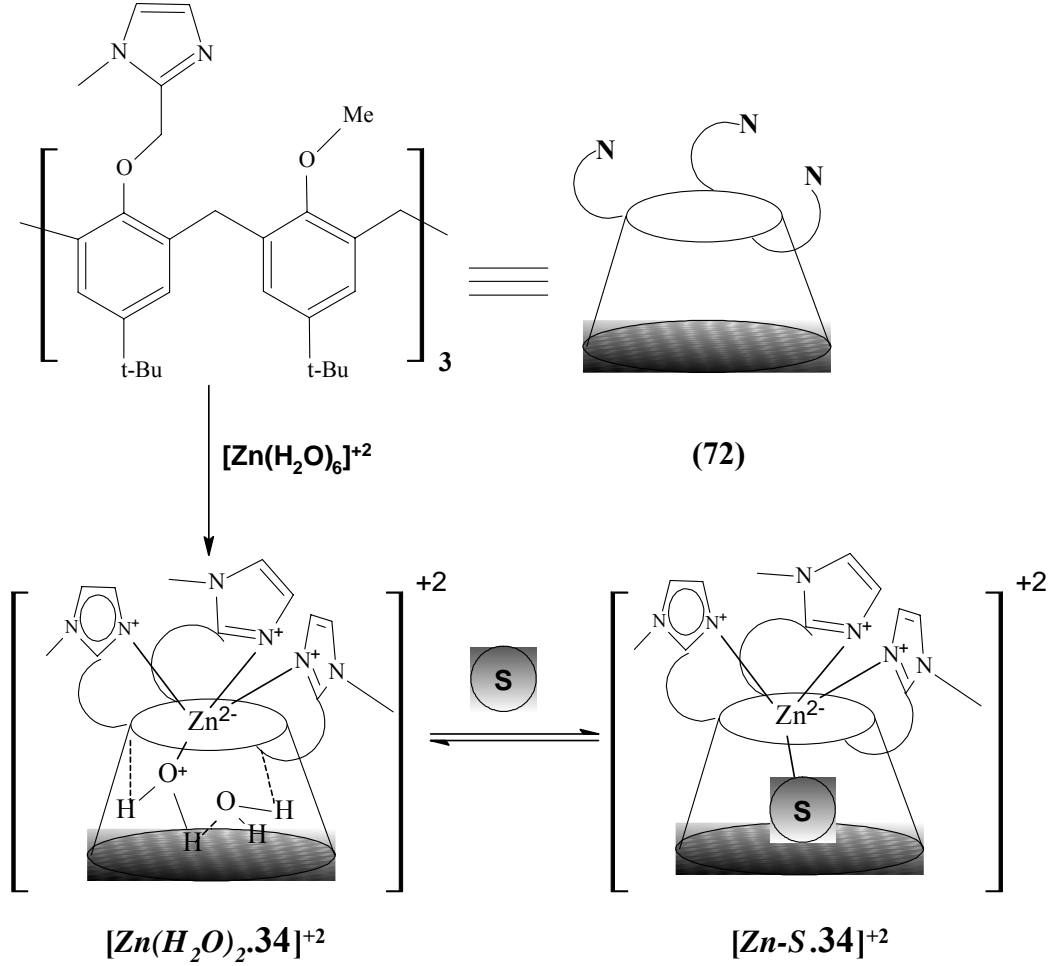 N
N
Me
O
O
t-Bu
t-Bu
3
N
N
N
(72)
[Zn(H2O)6]+2
+2
N
N+
N
N+
N+
N
Zn2-
O+
H
H
O
H
H
[Zn(H2O)2.34]+2
S
+2
N
N+
N
N+
N+
N
Zn2-
S
[Zn-S.34]+2